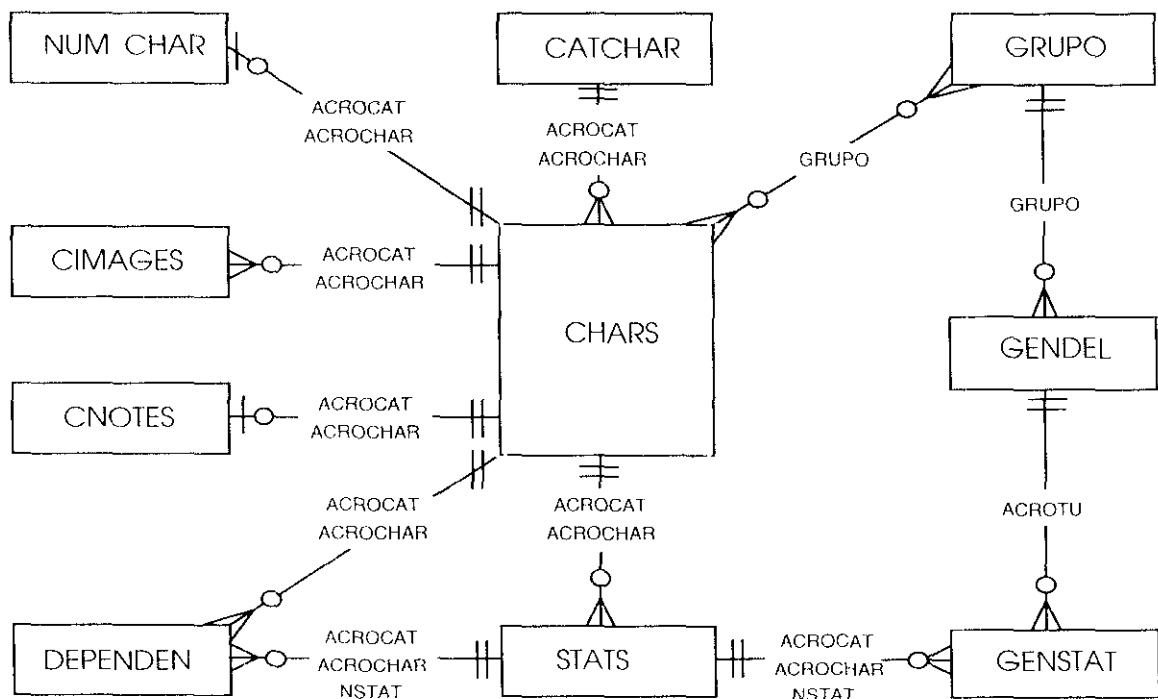 NUM CHAR
CATCHAR
GRUPO
ACROCAT
ACROCHAR
ACROCAT
ACROCHAR
GRUPO
GRUPO
CIMAGES
ACROCAT
ACROCHAR
CHARS
GENDEL
CNOTES
ACROCAT
ACROCHAR
ACROCAT
ACROCHAR
ACROCAT
ACROCHAR
ACROTU
DEPENDEN
ACROCAT
ACROCHAR
NSTAT
STATS
ACROCAT
ACROCHAR
NSTAT
GENSTAT